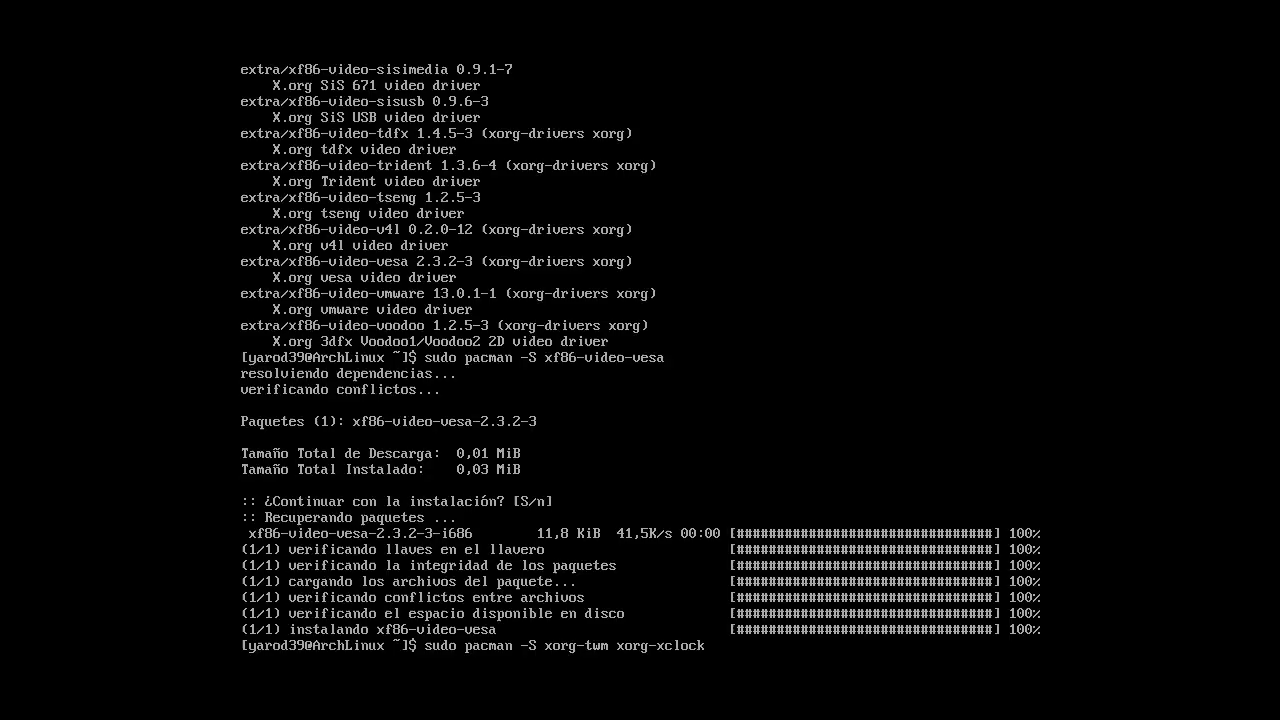 extra/xf86-video-sisimedia 0.9.1-7
    X.org SiS 671 video driver
extra/xf86-video-sisusb 0.9.6-3
    X.org SiS USB video driver
extra/xf86-video-tdfx 1.4.5-3 (xorg-drivers xorg)
    X.org tdfx video driver
extra/xf86-video-trident 1.3.6-4 (xorg-drivers xorg)
    X.org Trident video driver
extra/xf86-video-tseng 1.2.5-3
    X.org tseng video driver
extra/xf86-video-v4l 0.2.0-12 (xorg-drivers xorg)
    X.org v4l video driver
extra/xf86-video-vesa 2.3.2-3 (xorg-drivers xorg)
    X.org vesa video driver
extra/xf86-video-vmware 13.0.1-1 (xorg-drivers xorg)
    X.org vmware video driver
extra/xf86-video-voodoo 1.2.5-3 (xorg-drivers xorg)
    X.org 3dfx Voodoo1/Voodoo2 2D video driver
[yarod39@ArchLinux ~]$ sudo pacman -S xf86-video-vesa
resolviendo dependencias...
verificando conflictos...

Paquetes (1): xf86-video-vesa-2.3.2-3

Tamaño Total de Descarga:  0,01 MiB
Tamaño Total Instalado:    0,03 MiB

:: ¿Continuar con la instalación? [S/n]
:: Recuperando paquetes ...
 xf86-video-vesa-2.3.2-3-i686        11,8 KiB  41,5K/s 00:00 [################################] 100%
(1/1) verificando llaves en el llavero                       [################################] 100%
(1/1) verificando la integridad de los paquetes              [################################] 100%
(1/1) cargando los archivos del paquete...                   [################################] 100%
(1/1) verificando conflictos entre archivos                  [################################] 100%
(1/1) verificando el espacio disponible en disco             [################################] 100%
(1/1) instalando xf86-video-vesa                             [################################] 100%
[yarod39@ArchLinux ~]$ sudo pacman -S xorg-twm xorg-xclock